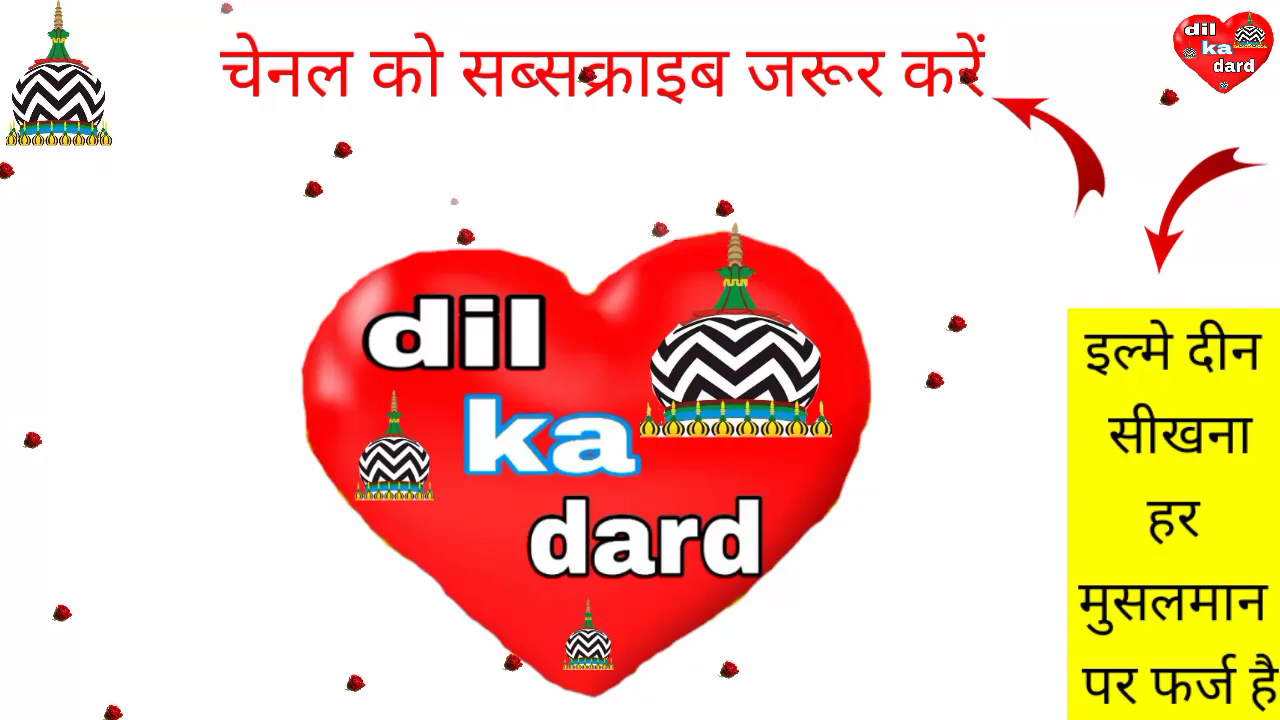 चेनल को सब्सक्राइब जरूर करें
dil
ka
dard
dil
ka
dard
इल्मे दीन
सीखना
हर
मुसलमान
पर फर्ज है